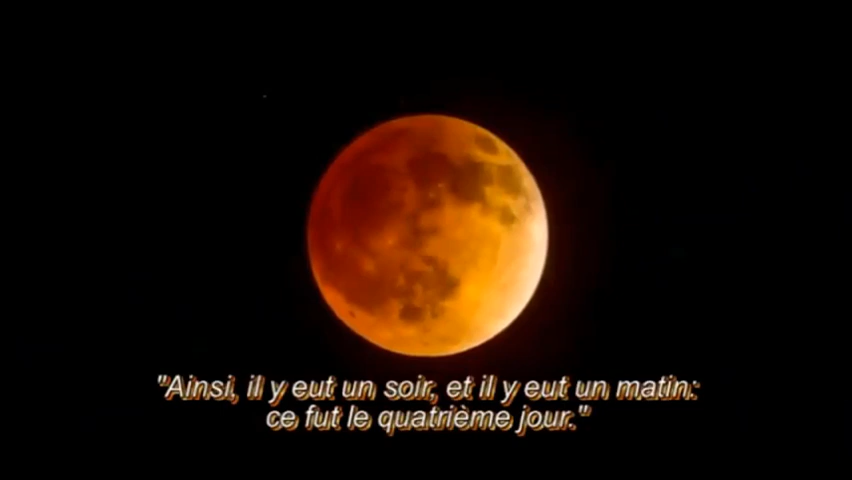 "Ainsi, il y eut un soir, et il y eut un matin:
ce fut le quatrième jour."